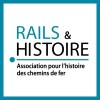 RAILS &
HISTOIRE
Association pour l'histoire
des chemins de fer